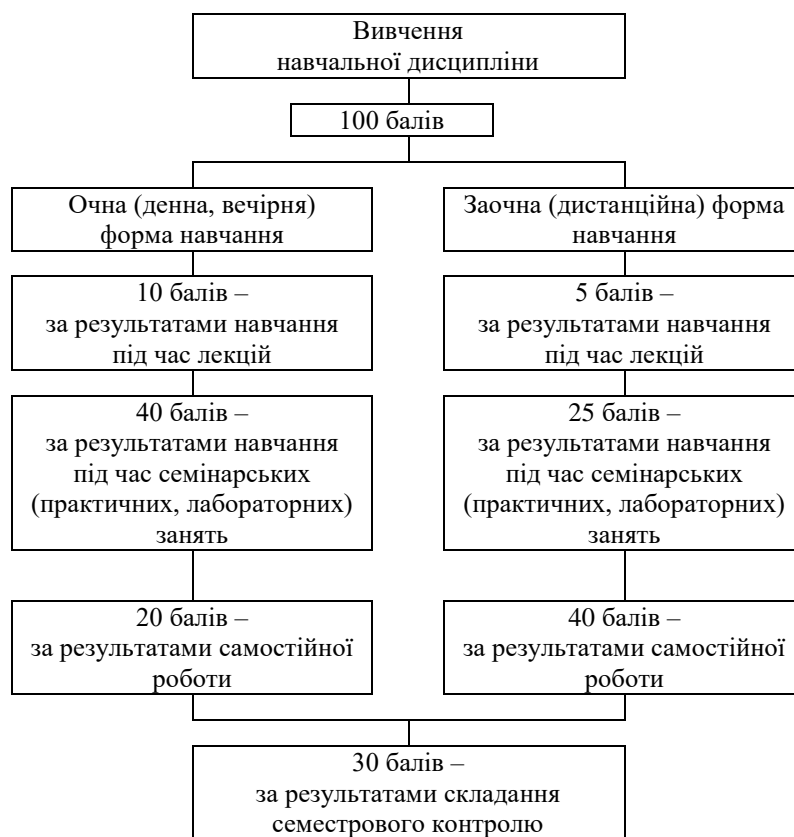 Вивчення
навчальної дисципліни
100 балів
Очна (денна, вечірня)
форма навчання
Заочна (дистанційна) форма
навчання
10 балів –
за результатами навчання
під час лекцій
5 балів –
за результатами навчання
під час лекцій
40 балів –
за результатами навчання
під час семінарських
(практичних, лабораторних)
занять
25 балів –
за результатами навчання
під час семінарських
(практичних, лабораторних)
занять
20 балів –
за результатами самостійної
роботи
40 балів –
за результатами самостійної
роботи
30 балів –
за результатами складання
семестрового контролю